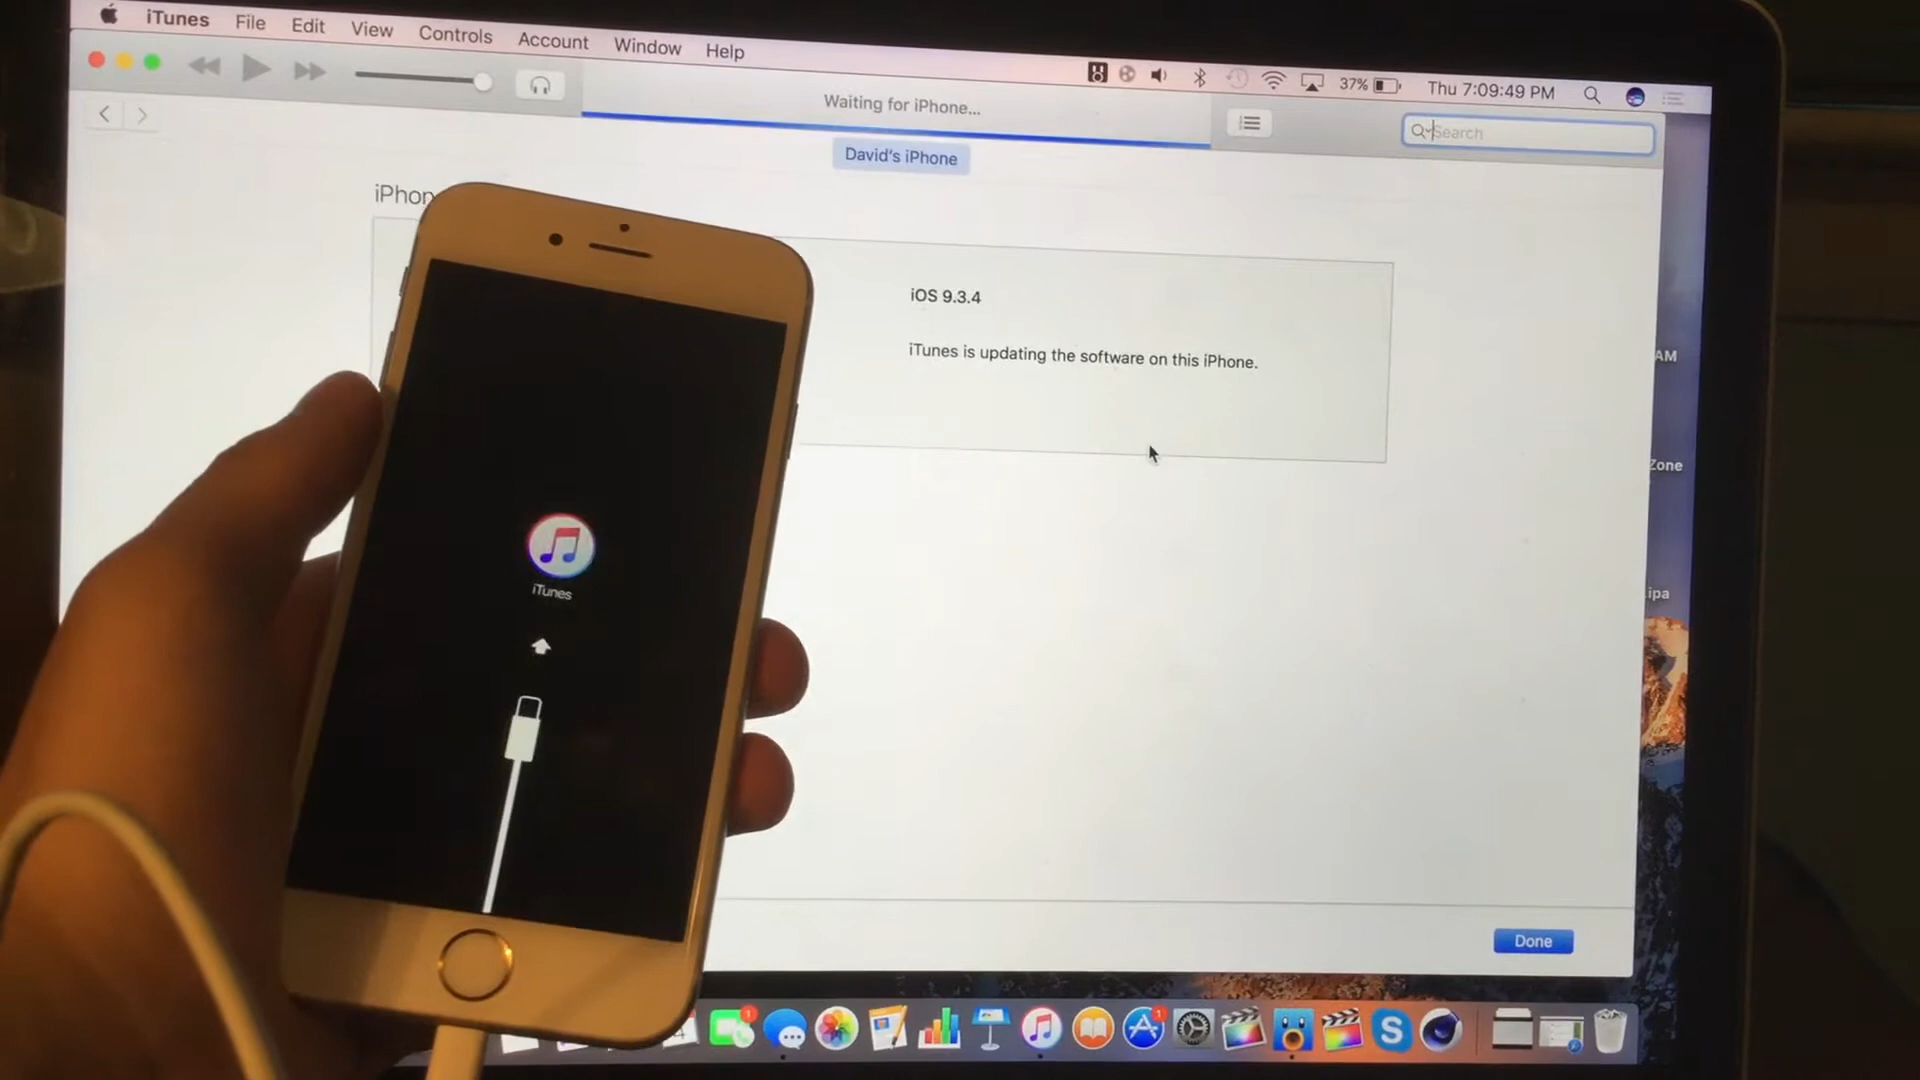 iTunes File Edit View Controls Account Window Help
37% Thu 7:09:49 PM
Waiting for iPhone...
Search
David's iPhone
iPhon
iOS 9.3.4
iTunes is updating the software on this iPhone.
AM
Zone
.ipa
iTunes
Done
1
1
S